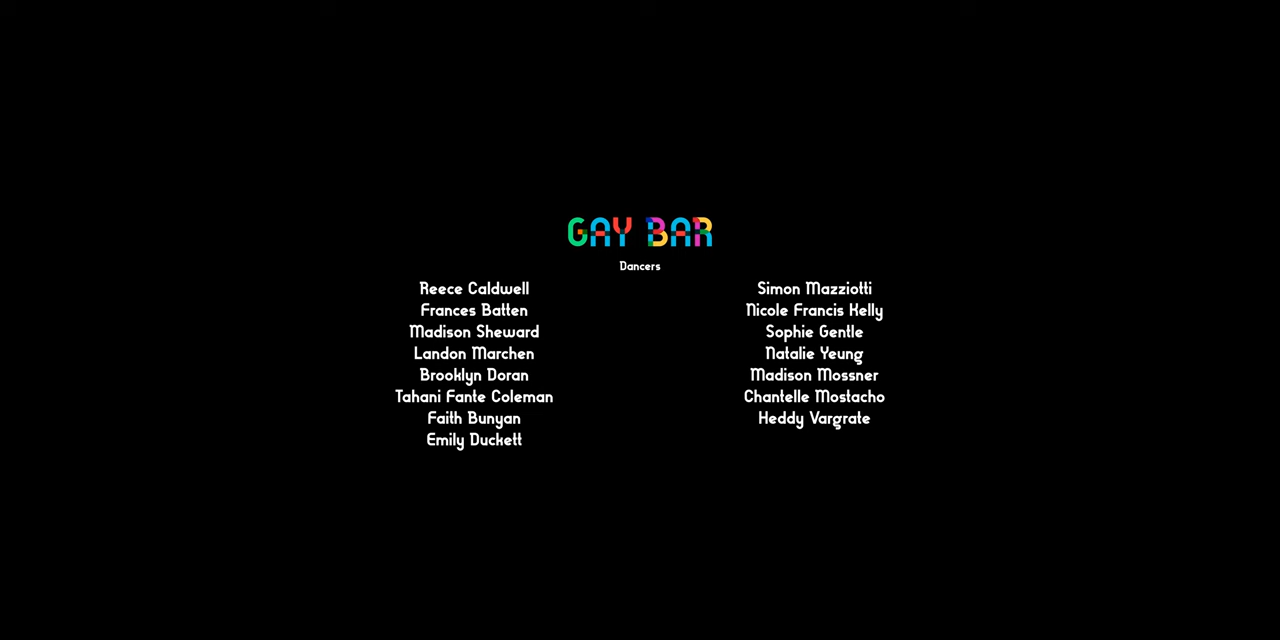 GAY BAR
Dancers
Reece Caldwell
Frances Batten
Madison Sheward
Landon Marchen
Brooklyn Doran
Tahani Fante Coleman
Faith Bunyan
Emily Duckett
Simon Mazziotti
Nicole Francis Kelly
Sophie Gentle
Natalie Yeung
Madison Mossner
Chantelle Mostacho
Heddy Vargrate